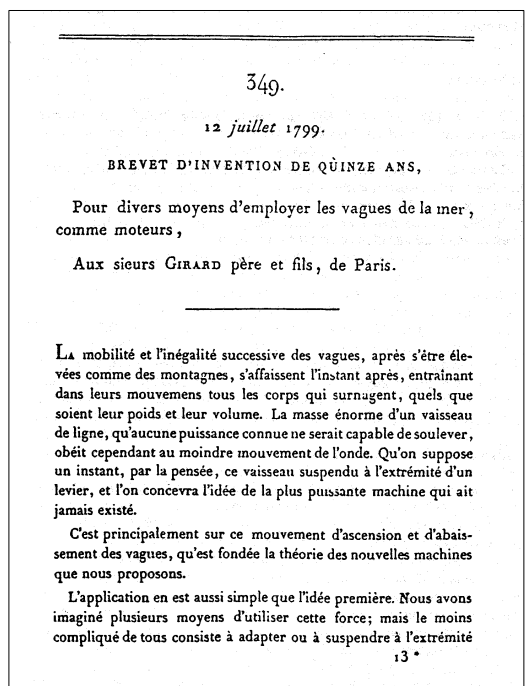 349.
12 juillet 1799.
BREVET D'INVENTION DE QÙINZE ANS,
Pour divers moyens d'employer les vagues de la mer,
comme moteurs,
Aux sieurs GIRARD père et fils, de Paris.
LA mobilité et l'inégalité successive des vagues, après s'être éle-
vées comme des montagnes, s'affaissent l'instant après, entraînant
dans leurs mouvemens tous les corps qui surnagent, quels que
soient leur poids et leur volume. La masse énorme d'un vaisseau
de ligne, qu'aucune puissance connue ne serait capable de soulever,
obéit cependant au moindre mouvement de l'onde. Qu'on suppose
un instant, par la pensée, ce vaisseau suspendu à l'extrémité d'un
levier, et l'on concevra l'idée de la plus puissante machine qui ait
jamais existé.
C'est principalement sur ce mouvement d'ascension et d'abais-
sement des vagues, qu'est fondée la théorie des nouvelles machines
que nous proposons.
L'application en est aussi simple que l'idée première. Nous avons
imaginé plusieurs moyens d'utiliser cette force; mais le moins
compliqué de tous consiste à adapter ou à suspendre à l'extrémité
13 *